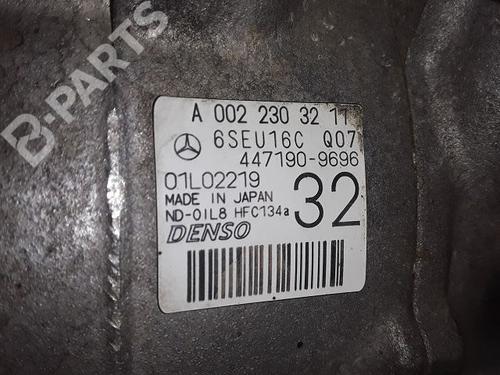 B-PARTS
A 002 230 32 11
6SEU16C Q07
447190-9696
01L02219
MADE IN JAPAN
ND-OIL8 HFC134a
32
DENSO